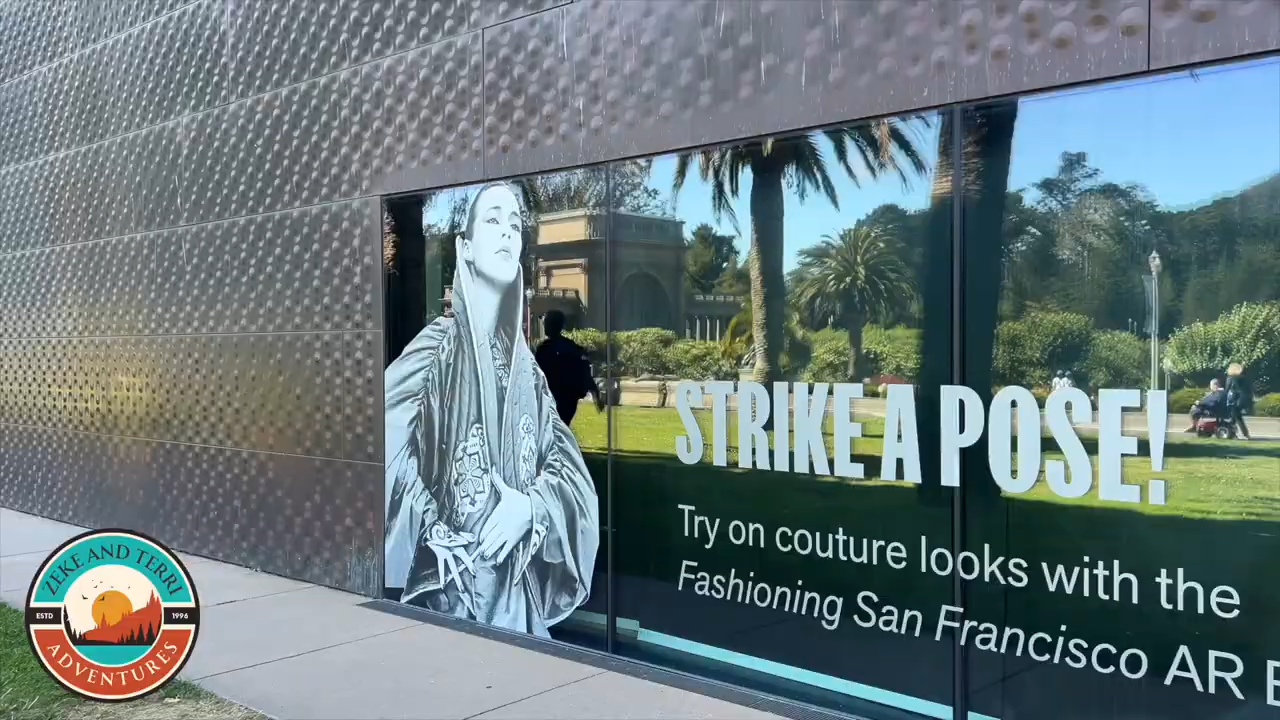 STRIKE A POSE!
Try on couture looks with the
Fashioning San Francisco AR
ZEKE AND TERRI
ESTD 1996
ADVENTURES